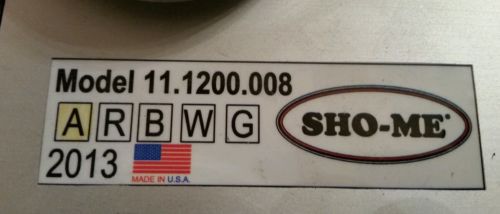 Model 11.1200.008
A R B W G
SHO-ME®
2013
MADE IN U.S.A.